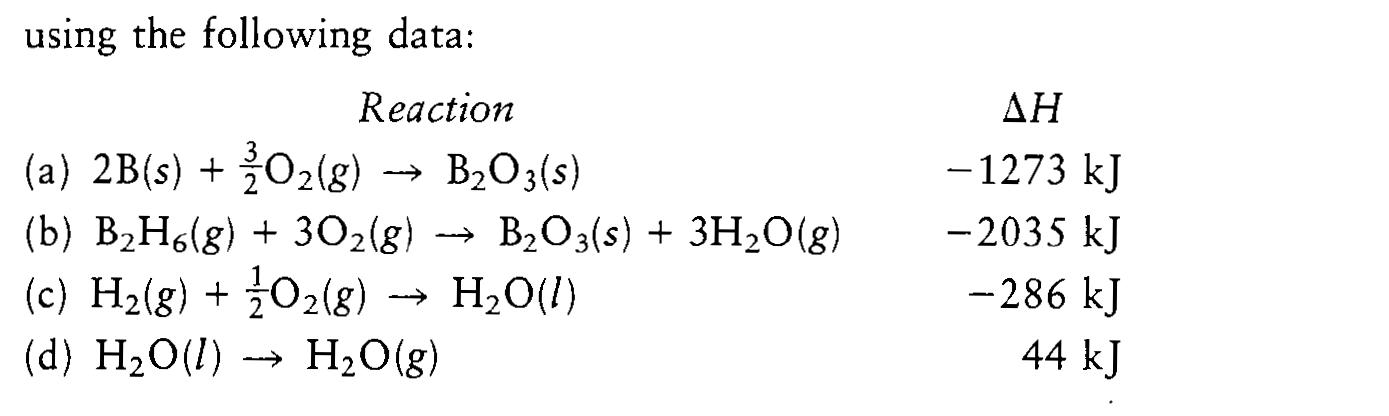 using the following data:
Reaction ΔH
(a) 2B(s) + 3/2O₂(g) → B₂O₃(s) −1273 kJ
(b) B₂H₆(g) + 3O₂(g) → B₂O₃(s) + 3H₂O(g) −2035 kJ
(c) H₂(g) + 1/2O₂(g) → H₂O(l) −286 kJ
(d) H₂O(l) → H₂O(g) 44 kJ